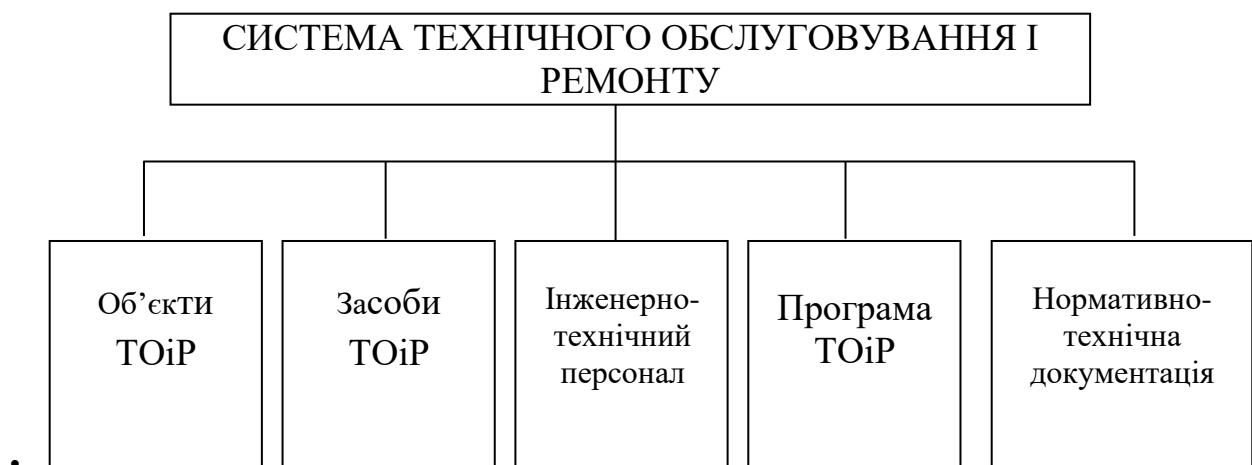 СИСТЕМА ТЕХНІЧНОГО ОБСЛУГОВУВАННЯ І
РЕМОНТУ
Об’єкти
ТОіР
Засоби
ТОіР
Інженерно-
технічний
персонал
Програма
ТОіР
Нормативно-
технічна
документація